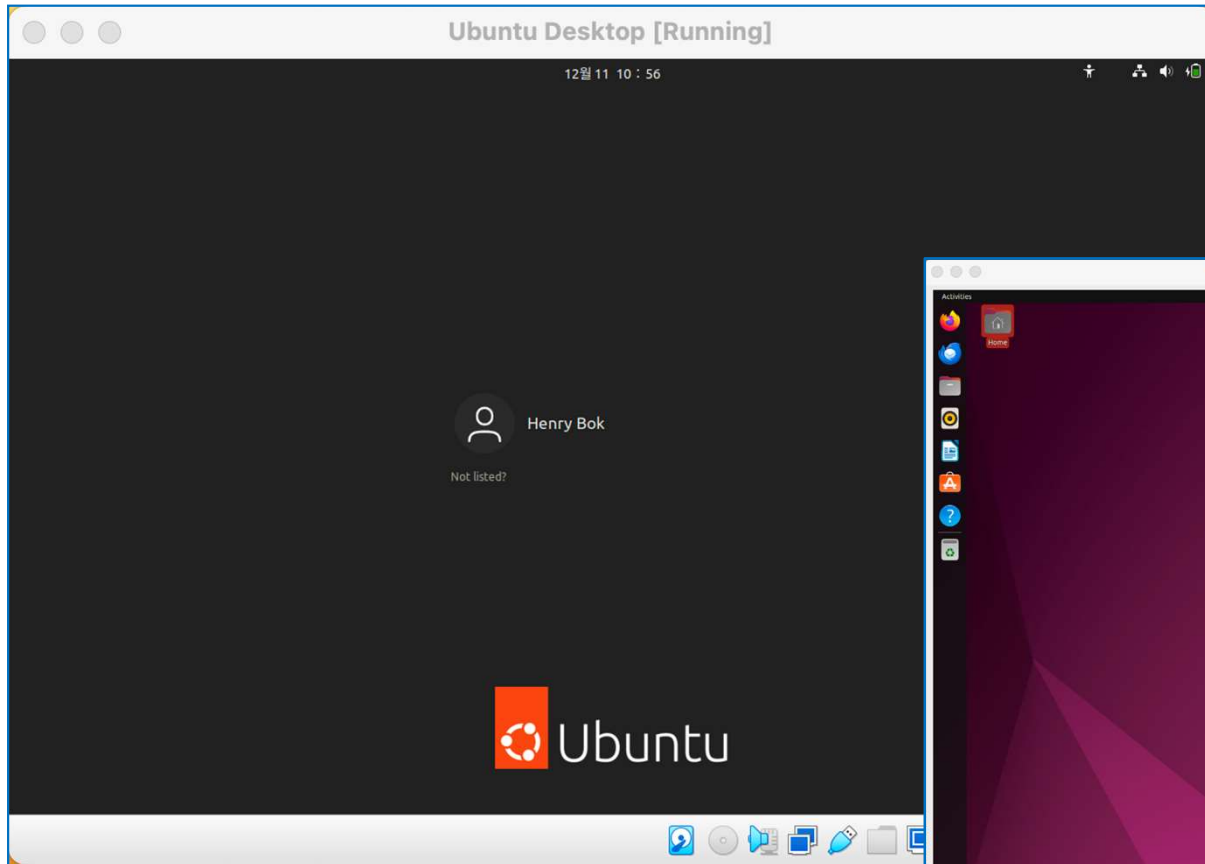 Ubuntu Desktop [Running]
12월 11 10 : 56
Henry Bok
Not listed?
Ubuntu
Activities
Home